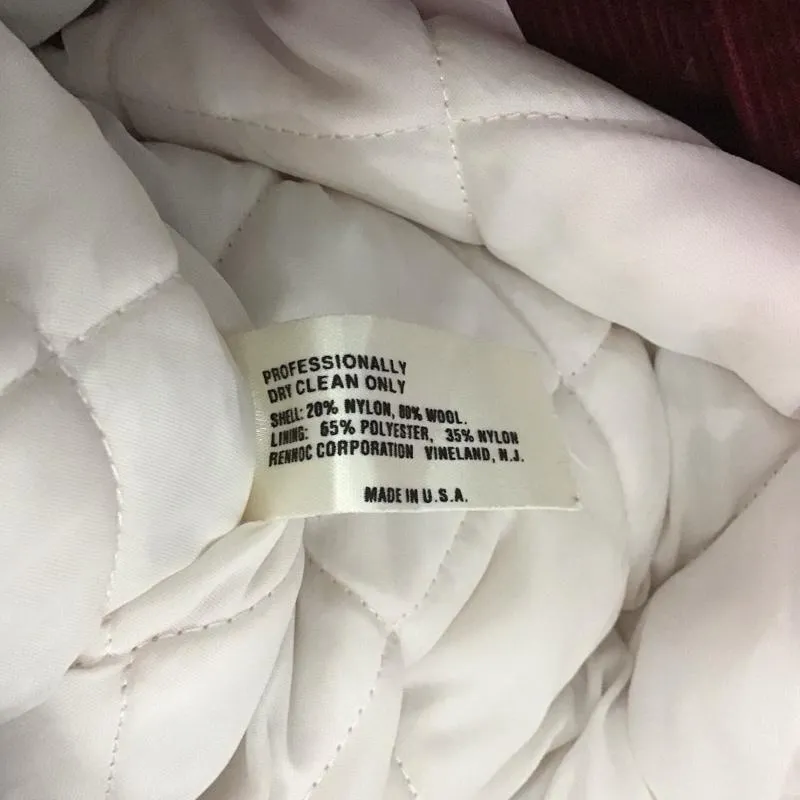 PROFESSIONALLY
DRY CLEAN ONLY
SHELL: 20% NYLON, 80% WOOL.
LINING: 65% POLYESTER, 35% NYLON
RENNOC CORPORATION VINELAND, N.J.
MADE IN U.S.A.